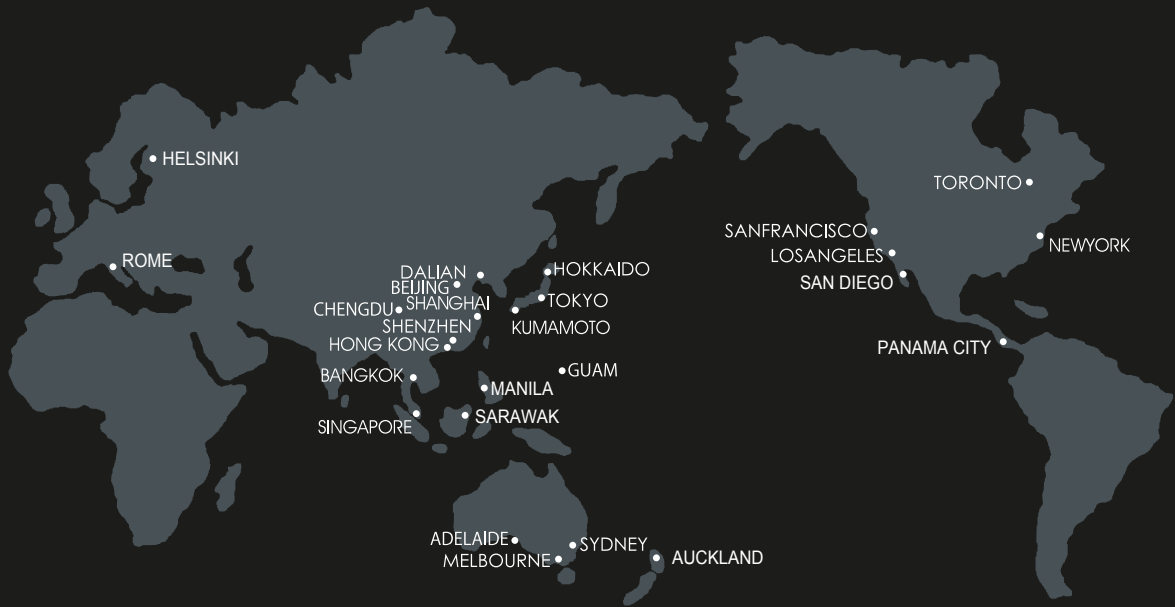 HELSINKI
TORONTO
SANFRANCISCO
NEWYORK
LOSANGELES
ROME
HOKKAIDO
DALIAN
SAN DIEGO
BEIJING
TOKYO
SHANGHAI
CHENGDU
SHENZHEN
KUMAMOTO
HONG KONG
PANAMA CITY
GUAM
BANGKOK
MANILA
SARAWAK
SINGAPORE
ADELAIDE
SYDNEY
MELBOURNE
AUCKLAND